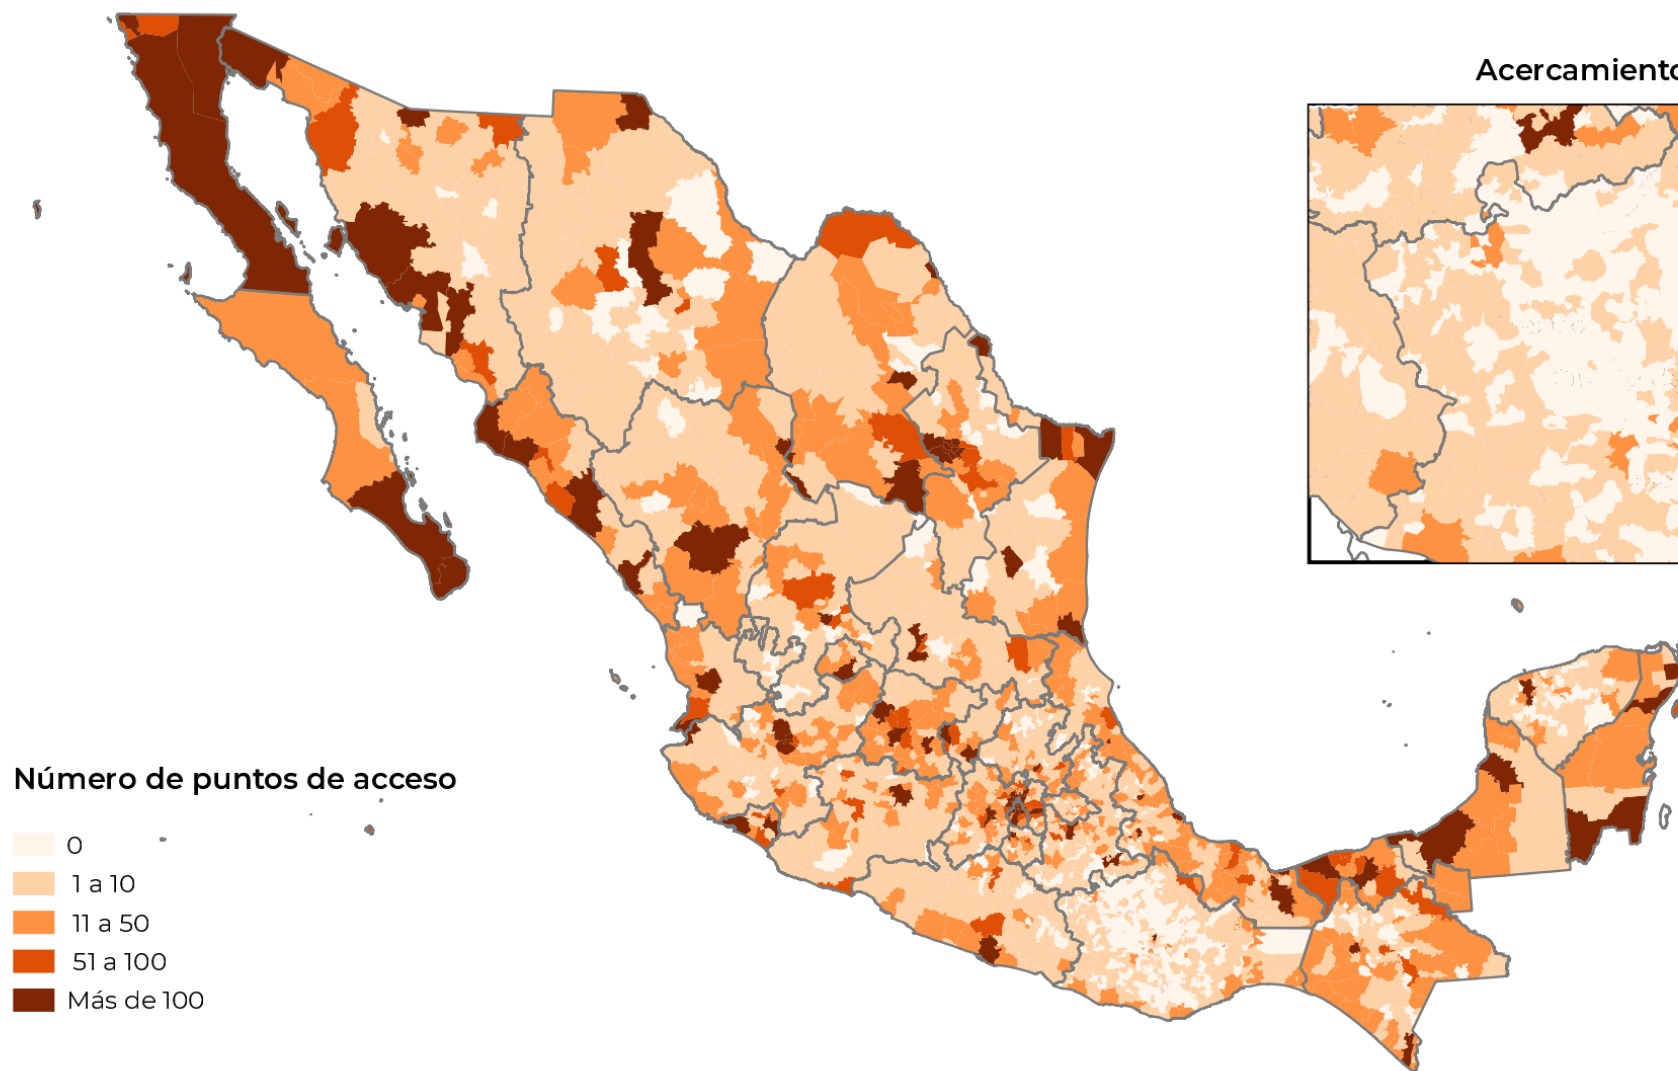 Acercamiento
Número de puntos de acceso
0
1 a 10
11 a 50
51 a 100
Más de 100